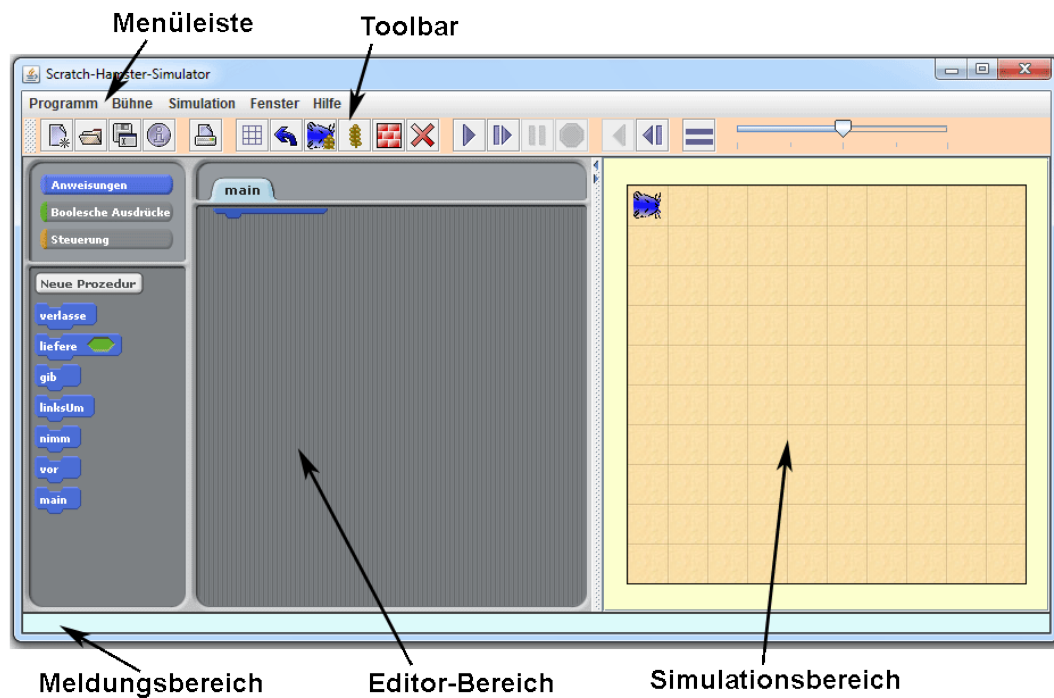 Menüleiste
Toolbar
Scratch-Hamster-Simulator
Programm Bühne Simulation Fenster Hilfe
Anweisungen
Boolesche Ausdrücke
Steuerung
main
Neue Prozedur
verlasse
liefere
gib
linksUm
nimm
vor
main
Meldungsbereich
Editor-Bereich
Simulationsbereich